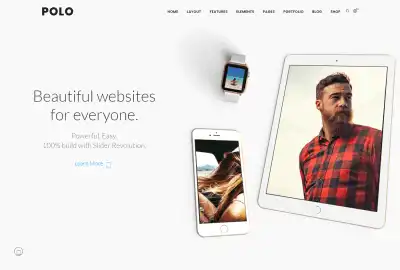 POLO
HOME LAYOUT FEATURES ELEMENTS PAGES PORTFOLIO BLOG SHOP
Beautiful websites
for everyone.
Powerful, Easy,
100% build with Slider Revolution.
Learn More